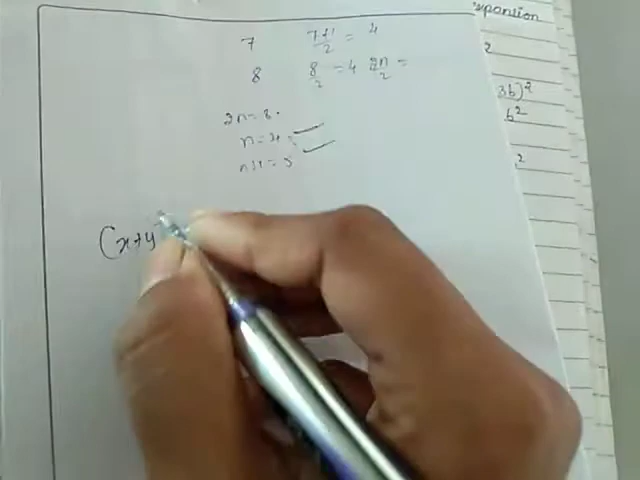 7 7+1/2 = 4
8 8/2 = 4 2n/2 =
2n = 8.
n = 4
n+1 = 5
(x+y
3b)²
b²
2
2